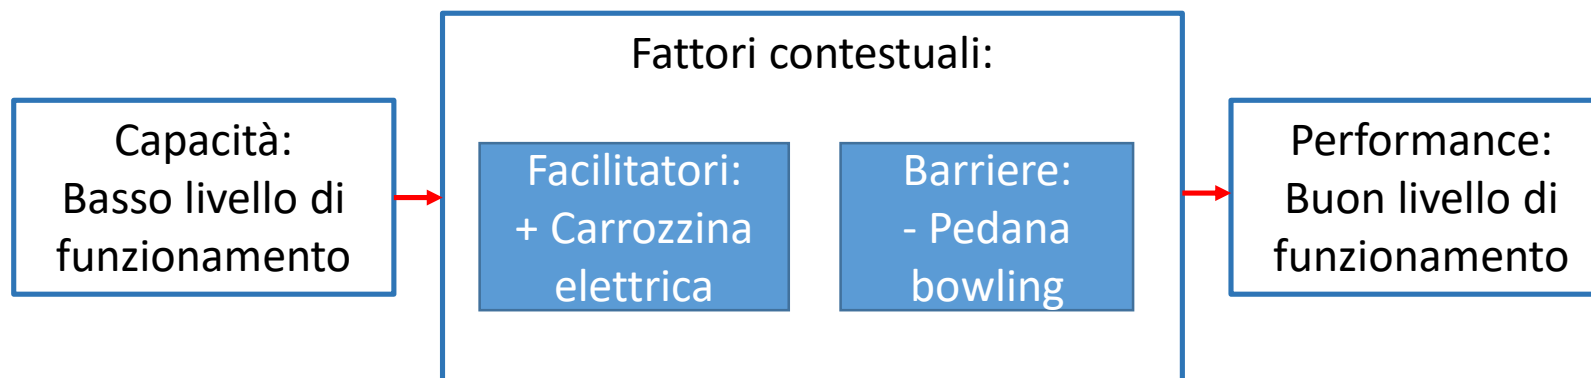 Fattori contestuali:
Capacità:
Basso livello di
funzionamento
Facilitatori:
+ Carrozzina
elettrica
Barriere:
- Pedana
bowling
Performance:
Buon livello di
funzionamento